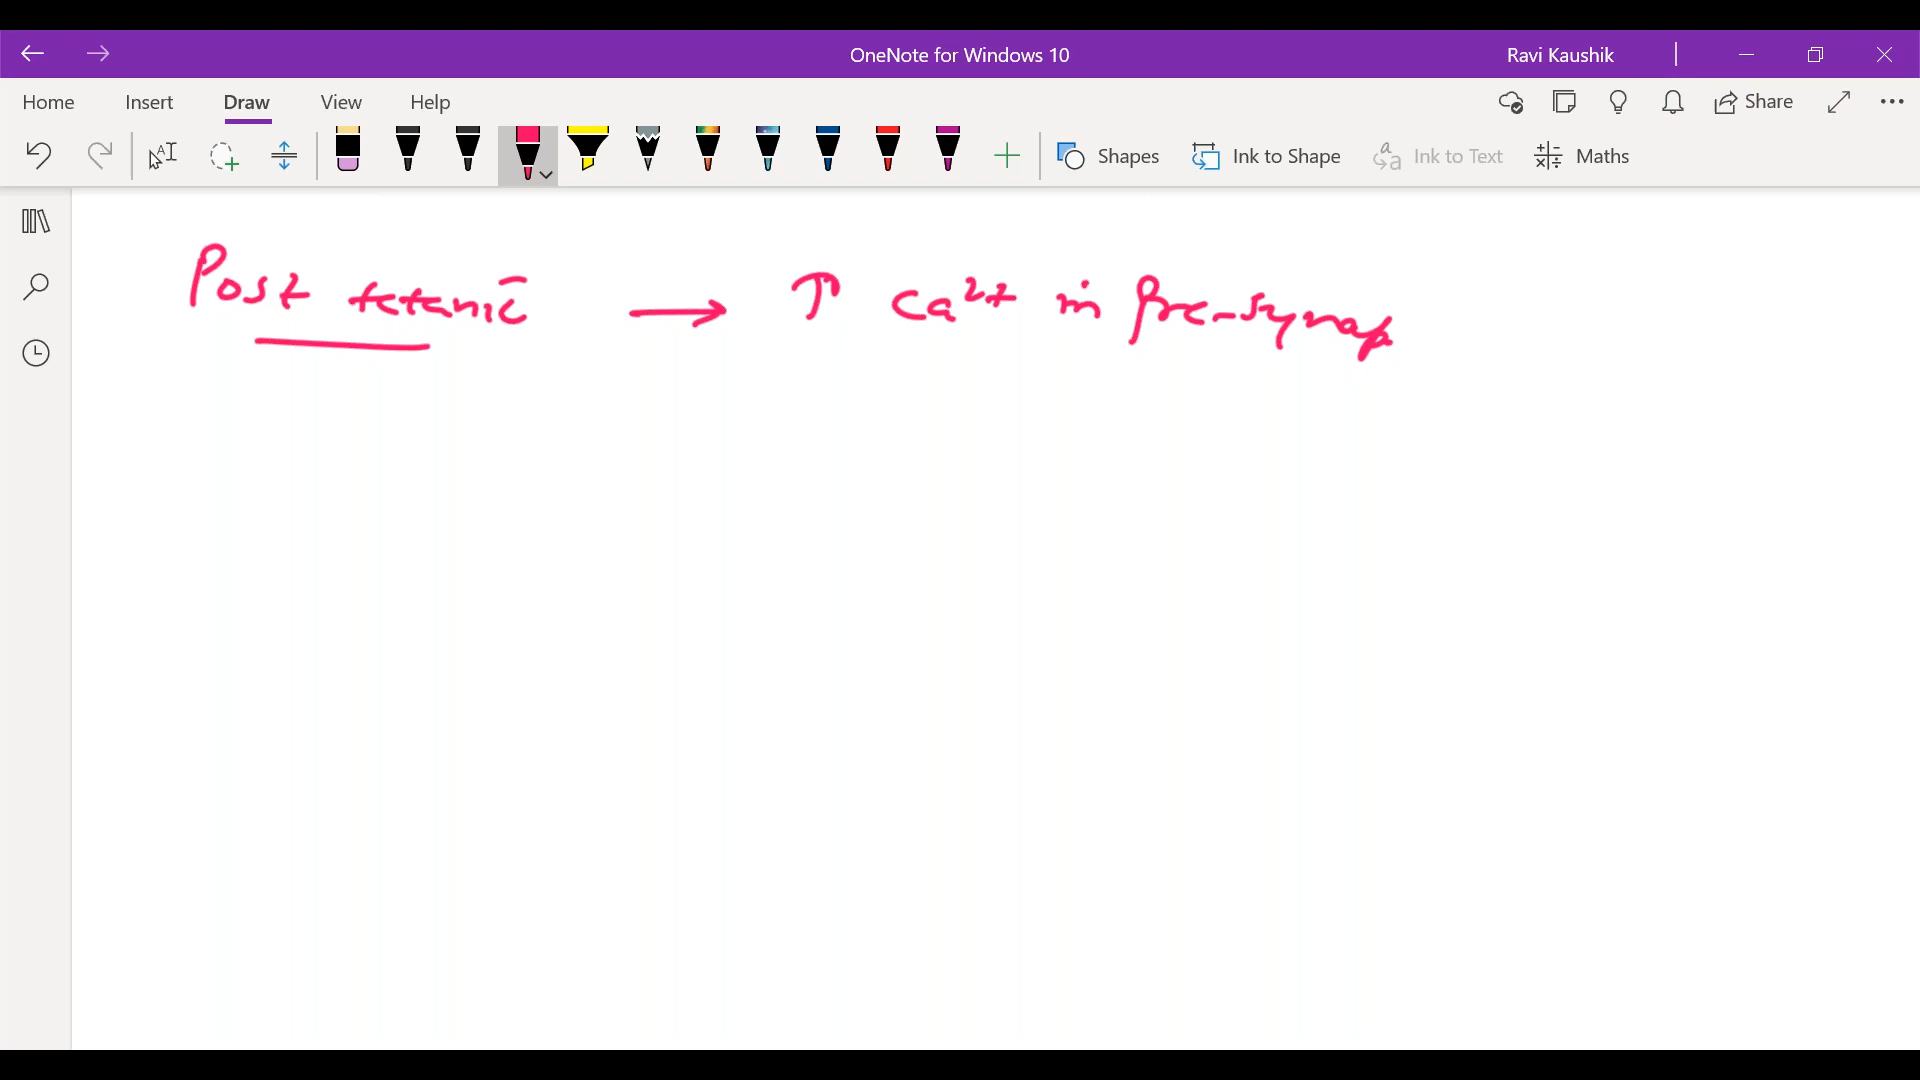 OneNote for Windows 10
Ravi Kaushik
Home Insert Draw View Help
Share
Shapes Ink to Shape Ink to Text Maths
Post tetanic → ↑ Ca²⁺ in Pre-synap